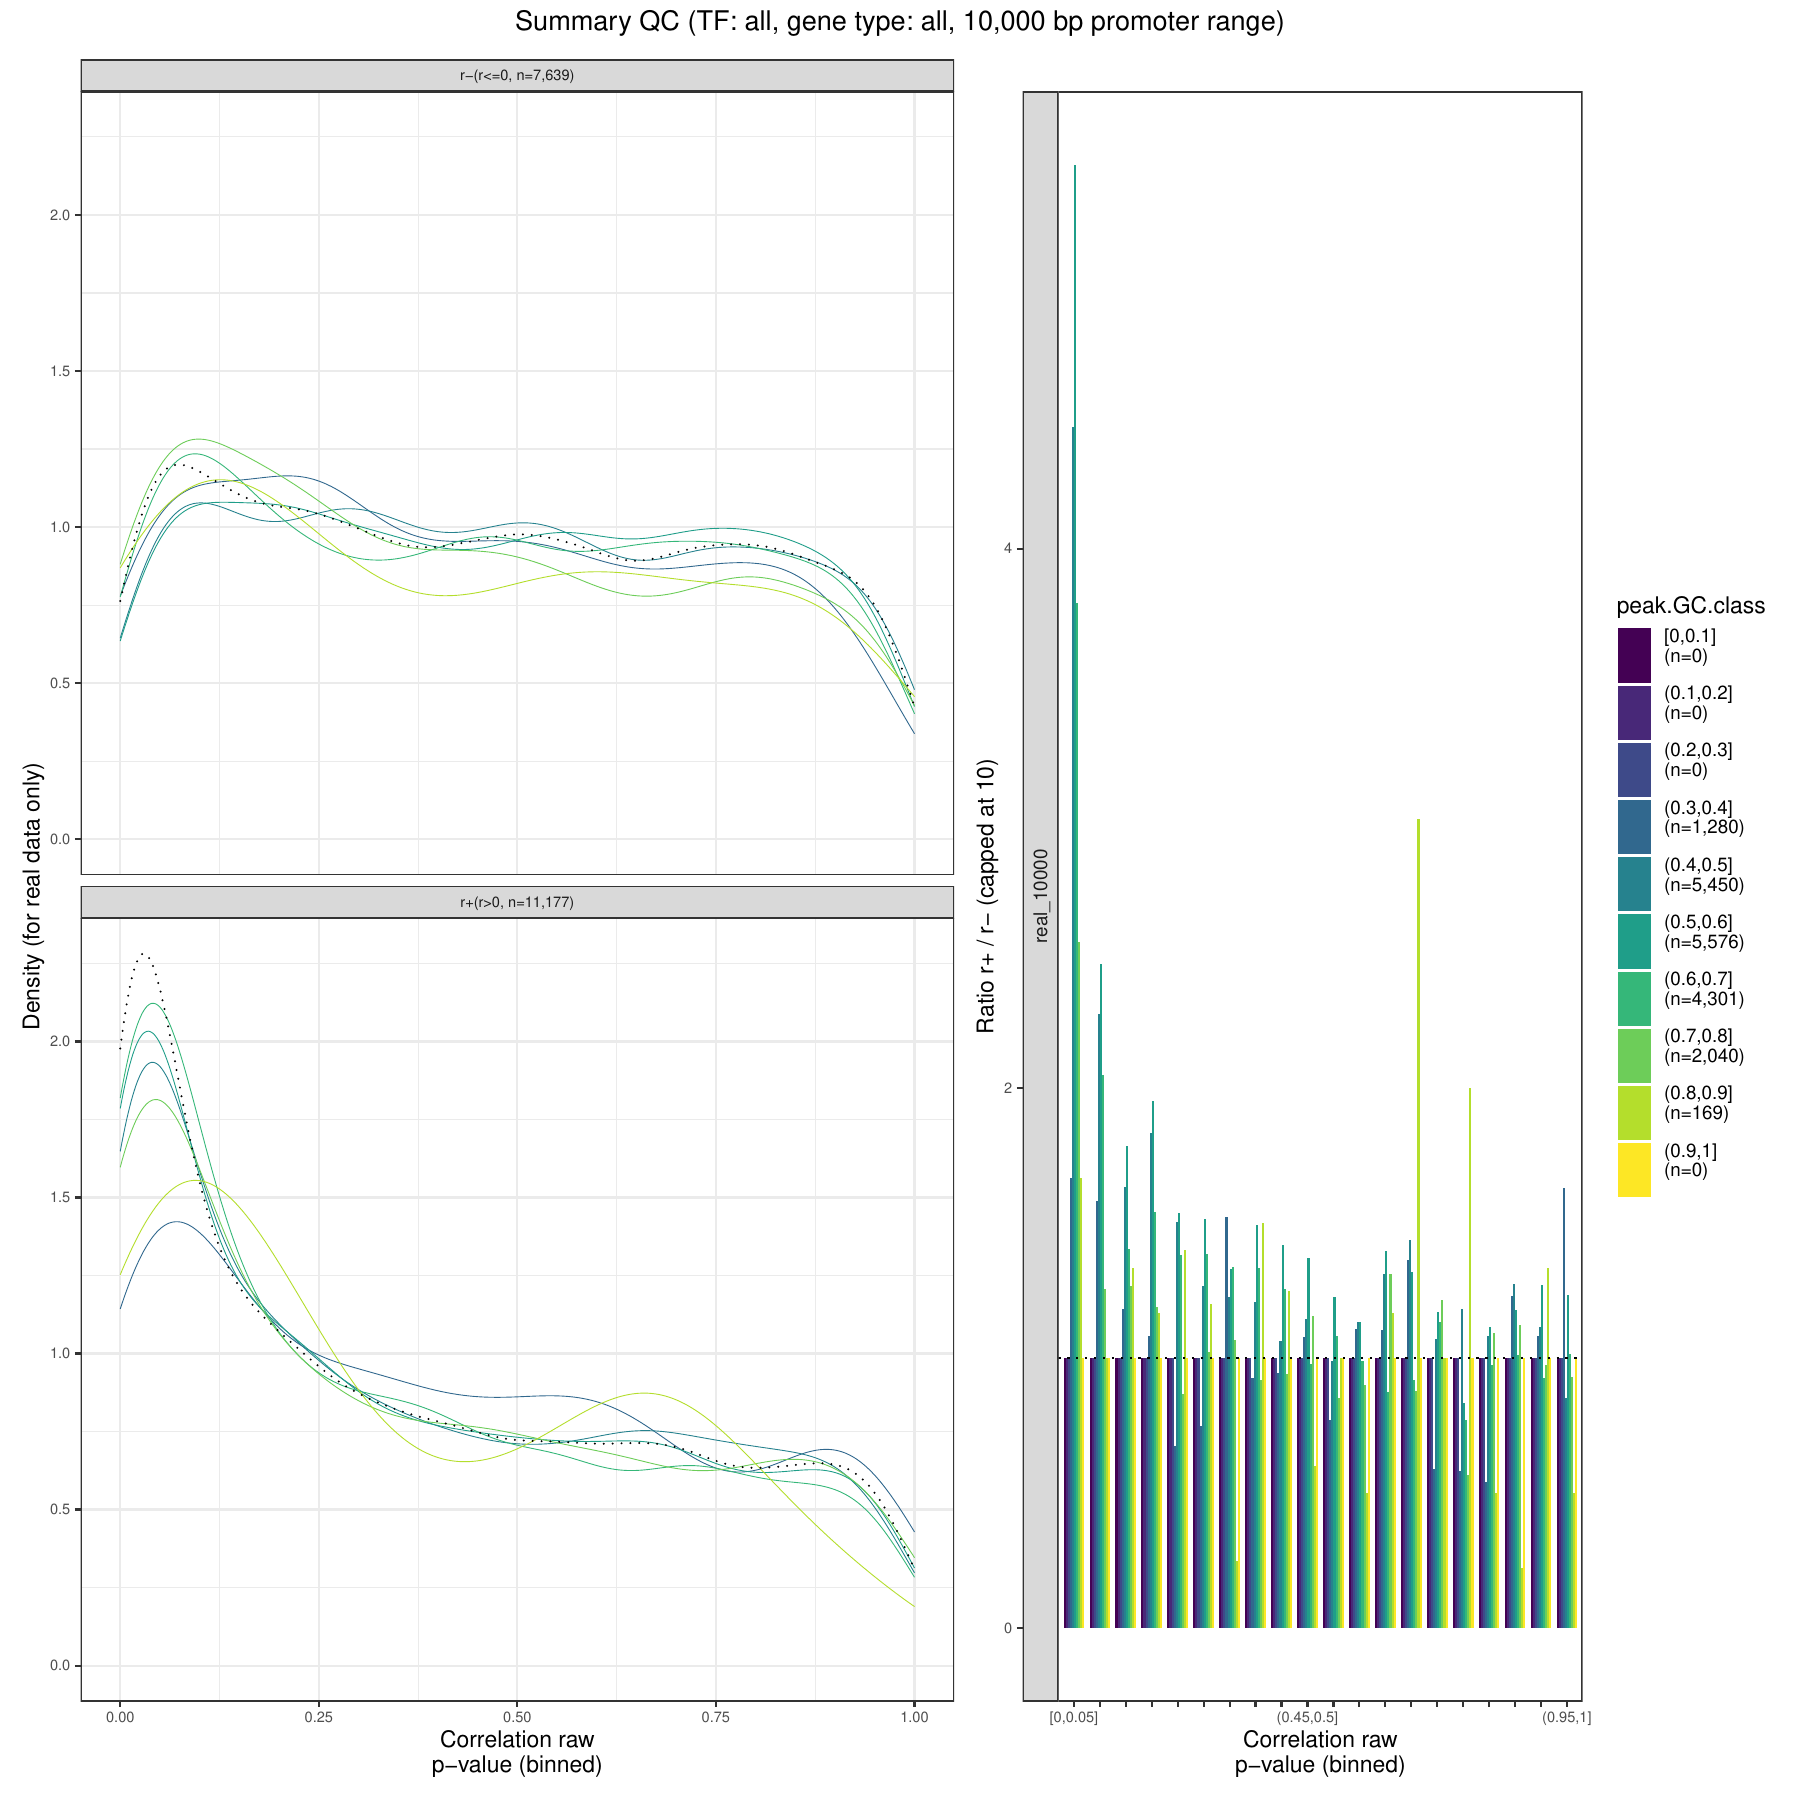 Summary QC (TF: all, gene type: all, 10,000 bp promoter range)
r−(r<=0, n=7,639)
2.0
1.5
1.0
0.5
0.0
r+(r>0, n=11,177)
2.0
1.5
1.0
0.5
0.0
0.00
0.25
0.50
0.75
1.00
Correlation raw
p−value (binned)
Density (for real data only)
Ratio r+ / r− (capped at 10)
real_10000
4
2
0
[0,0.05]
(0.45,0.5]
(0.95,1]
Correlation raw
p−value (binned)
peak.GC.class
[0,0.1]
(n=0)
(0.1,0.2]
(n=0)
(0.2,0.3]
(n=0)
(0.3,0.4]
(n=1,280)
(0.4,0.5]
(n=5,450)
(0.5,0.6]
(n=5,576)
(0.6,0.7]
(n=4,301)
(0.7,0.8]
(n=2,040)
(0.8,0.9]
(n=169)
(0.9,1]
(n=0)